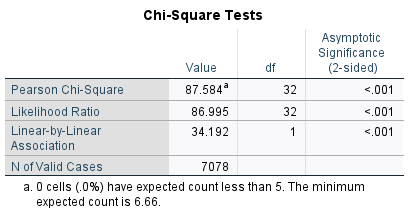 Chi-Square Tests
Asymptotic
Significance
Value df (2-sided)
Pearson Chi-Square 87.584a 32 <.001
Likelihood Ratio 86.995 32 <.001
Linear-by-Linear
Association 34.192 1 <.001
N of Valid Cases 7078
a. 0 cells (.0%) have expected count less than 5. The minimum
expected count is 6.66.